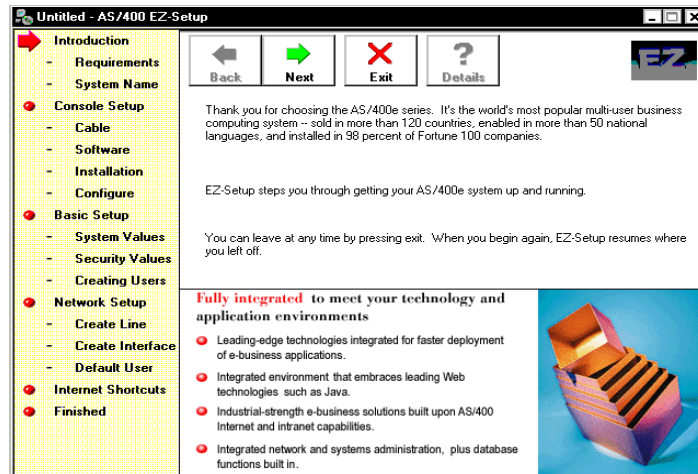 Untitled - AS/400 EZ-Setup
Introduction
- Requirements
- System Name
Console Setup
- Cable
- Software
- Installation
- Configure
Basic Setup
- System Values
- Security Values
- Creating Users
Network Setup
- Create Line
- Create Interface
- Default User
Internet Shortcuts
Finished
Back
Next
Exit
? Details
EZ
Thank you for choosing the AS/400e series. It's the world's most popular multi-user business
computing system -- sold in more than 120 countries, enabled in more than 50 national
languages, and installed in 98 percent of Fortune 100 companies.
EZ-Setup steps you through getting your AS/400e system up and running.
You can leave at any time by pressing exit. When you begin again, EZ-Setup resumes where
you left off.
Fully integrated to meet your technology and
application environments
Leading-edge technologies integrated for faster deployment
of e-business applications.
Integrated environment that embraces leading Web
technologies such as Java.
Industrial-strength e-business solutions built upon AS/400
Internet and intranet capabilities.
Integrated network and systems administration, plus database
functions built in.